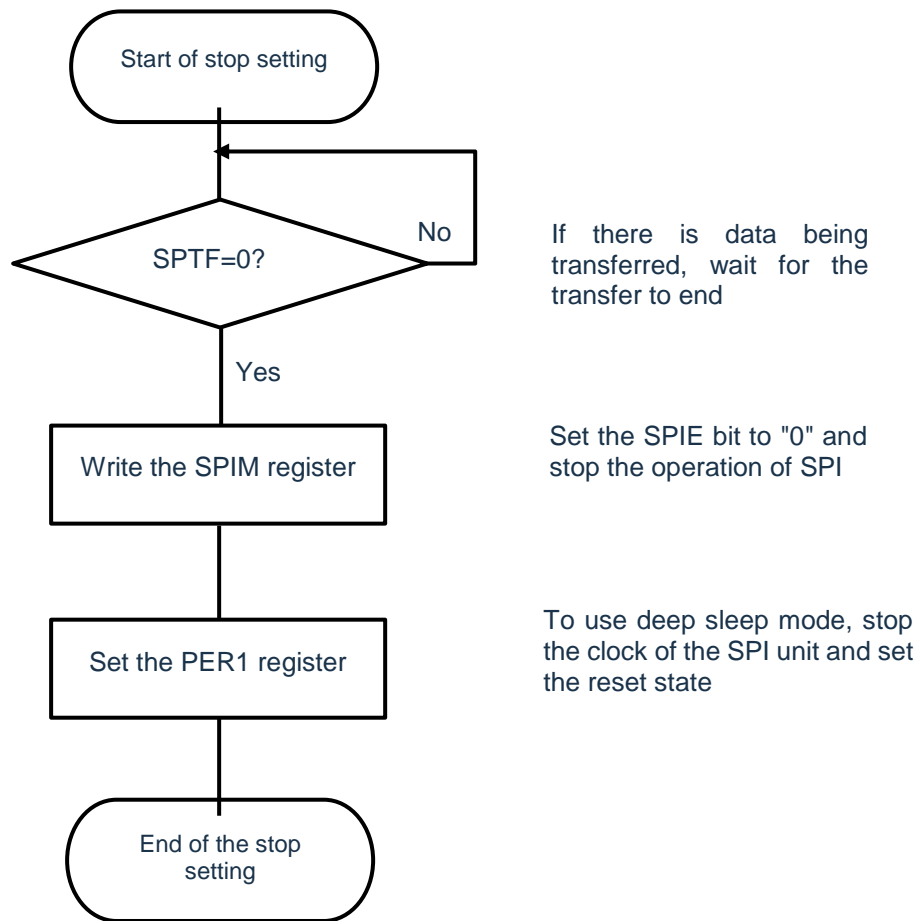 Start of stop setting
No
SPTF=0?
If there is data being
transferred, wait for the
transfer to end
Yes
Write the SPIM register
Set the SPIE bit to "0" and
stop the operation of SPI
Set the PER1 register
To use deep sleep mode, stop
the clock of the SPI unit and set
the reset state
End of the stop
setting